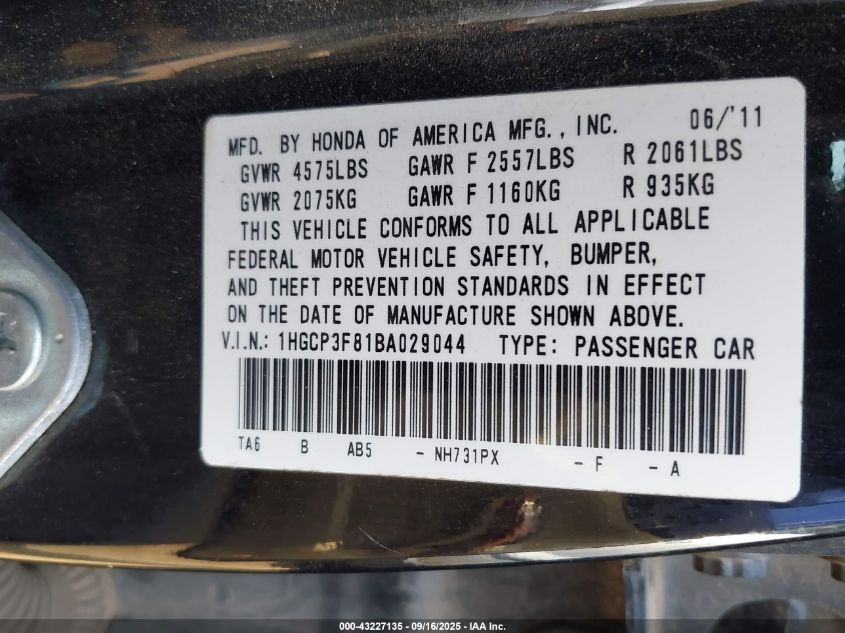 MFD. BY HONDA OF AMERICA MFG., INC. 06/'11
GVWR 4575LBS GAWR F 2557LBS R 2061LBS
GVWR 2075KG GAWR F 1160KG R 935KG
THIS VEHICLE CONFORMS TO ALL APPLICABLE
FEDERAL MOTOR VEHICLE SAFETY, BUMPER,
AND THEFT PREVENTION STANDARDS IN EFFECT
ON THE DATE OF MANUFACTURE SHOWN ABOVE.
V.I.N.: 1HGCP3F81BA029044 TYPE: PASSENGER CAR
TA6 B AB5 - NH731PX - F - A
000-43227135 - 09/16/2025 - IAA Inc.